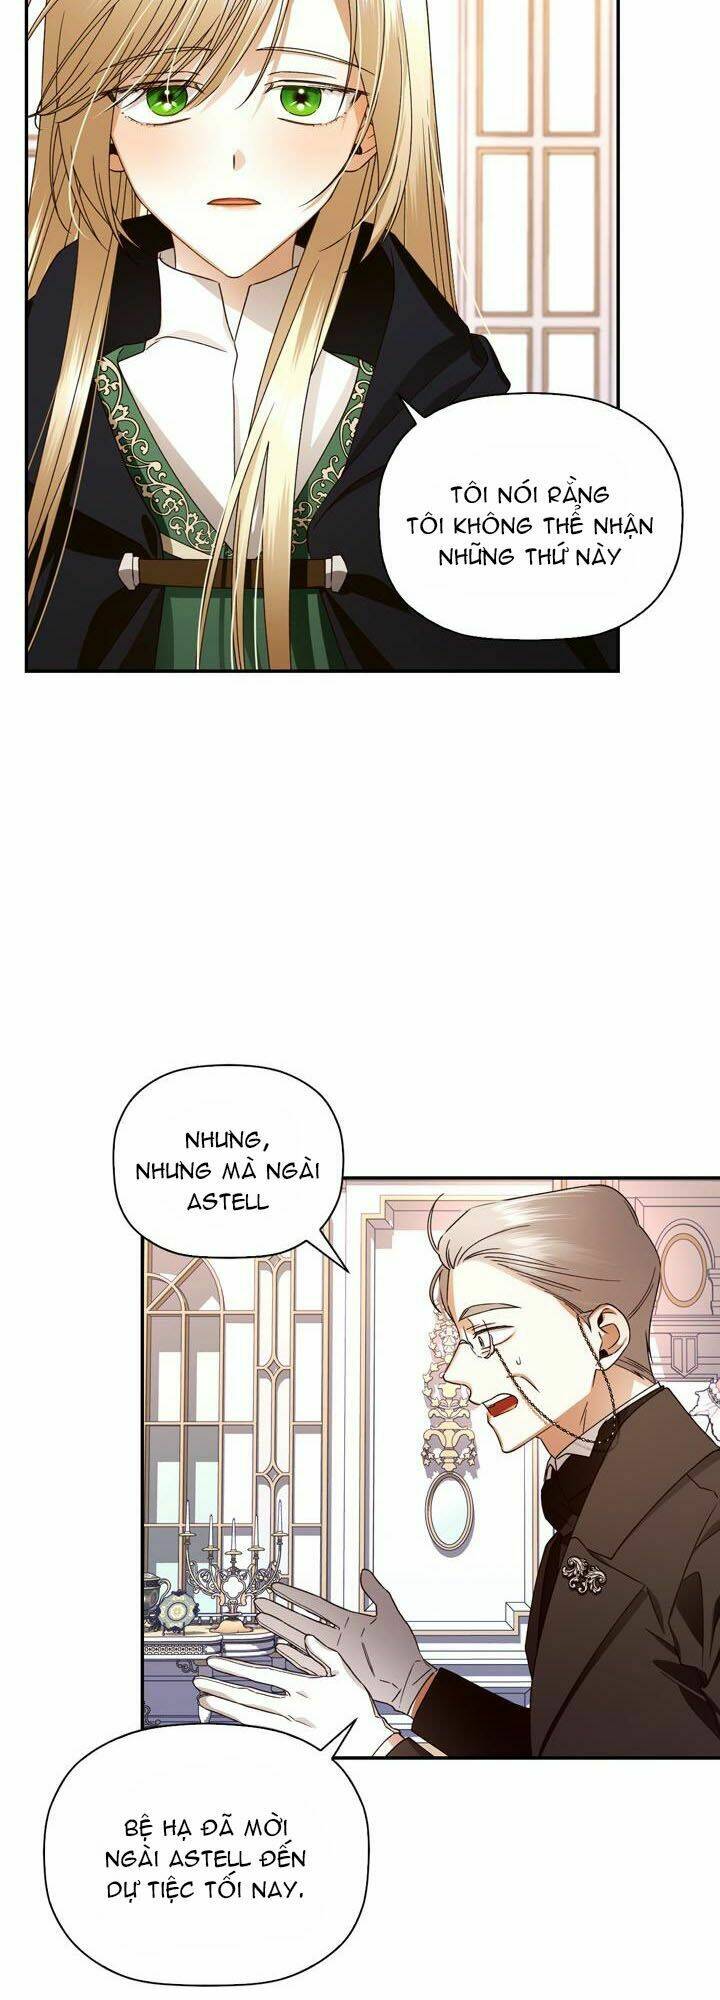 TÔI NÓI RẰNG
TÔI KHÔNG THỂ NHẬN
NHỮNG THỨ NÀY
NHƯNG,
NHƯNG MÀ NGÀI
ASTELL
BỆ HẠ ĐÃ MỜI
NGÀI ASTELL ĐẾN
DỰ TIỆC TỐI NAY.